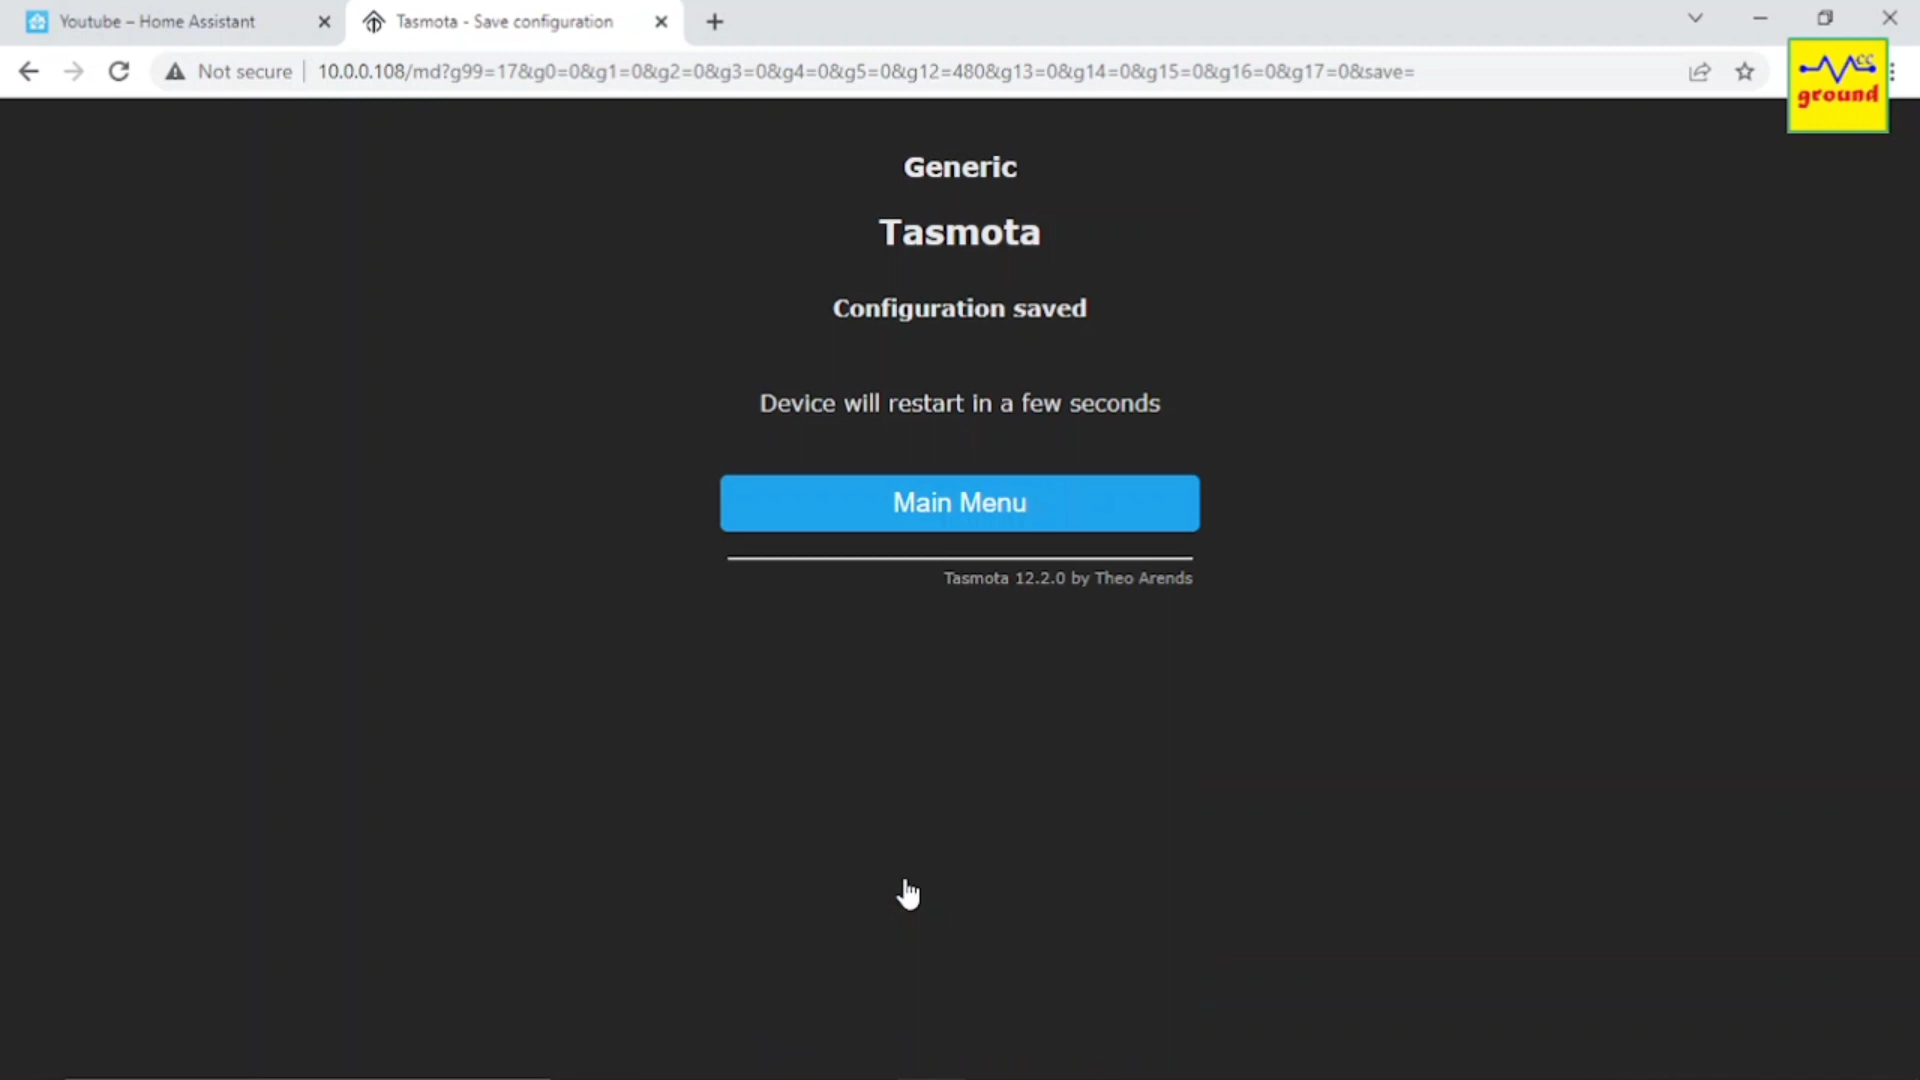 Youtube – Home Assistant
Tasmota - Save configuration
Not secure
10.0.0.108/md?g99=17&g0=0&g1=0&g2=0&g3=0&g4=0&g5=0&g12=480&g13=0&g14=0&g15=0&g16=0&g17=0&save=
CC
ground
Generic
Tasmota
Configuration saved
Device will restart in a few seconds
Main Menu
Tasmota 12.2.0 by Theo Arends